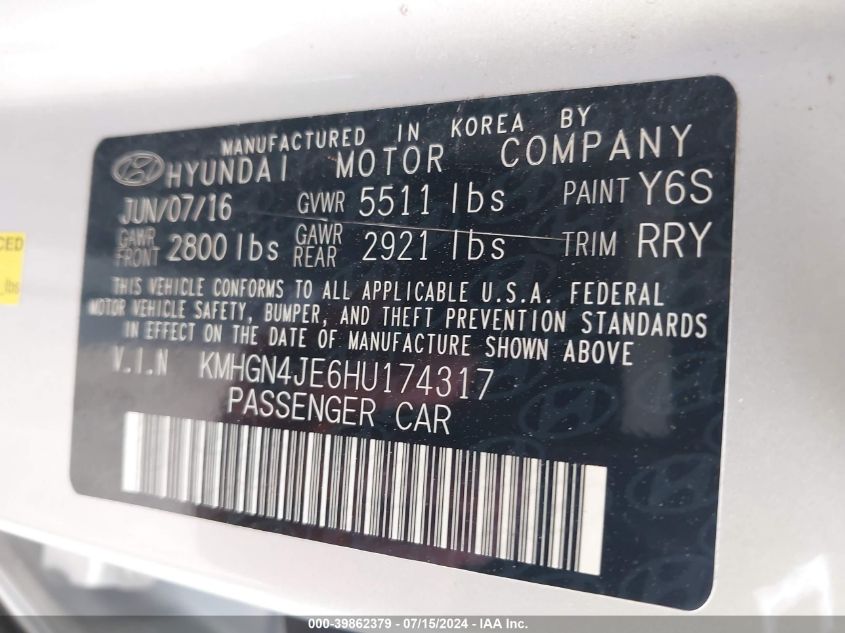 MANUFACTURED IN KOREA BY
HYUNDAI MOTOR COMPANY
JUN/07/16 GVWR 5511 lbs PAINT Y6S
GAWR FRONT 2800 lbs GAWR REAR 2921 lbs TRIM RRY
THIS VEHICLE CONFORMS TO ALL APPLICABLE U.S.A. FEDERAL
MOTOR VEHICLE SAFETY, BUMPER, AND THEFT PREVENTION STANDARDS
IN EFFECT ON THE DATE OF MANUFACTURE SHOWN ABOVE
V.I.N KMHGN4JE6HU174317
PASSENGER CAR
CED
lbs
000-39862379 - 07/15/2024 - IAA Inc.